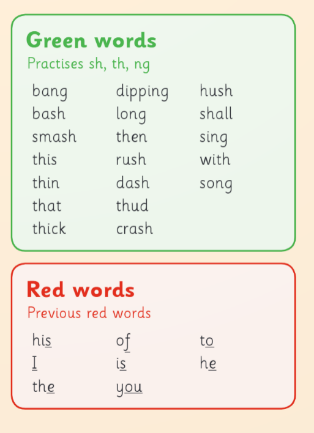 Green words
Practises sh, th, ng
bang dipping hush
bash long shall
smash then sing
this rush with
thin dash song
that thud
thick crash
Red words
Previous red words
his of to
I is he
the you